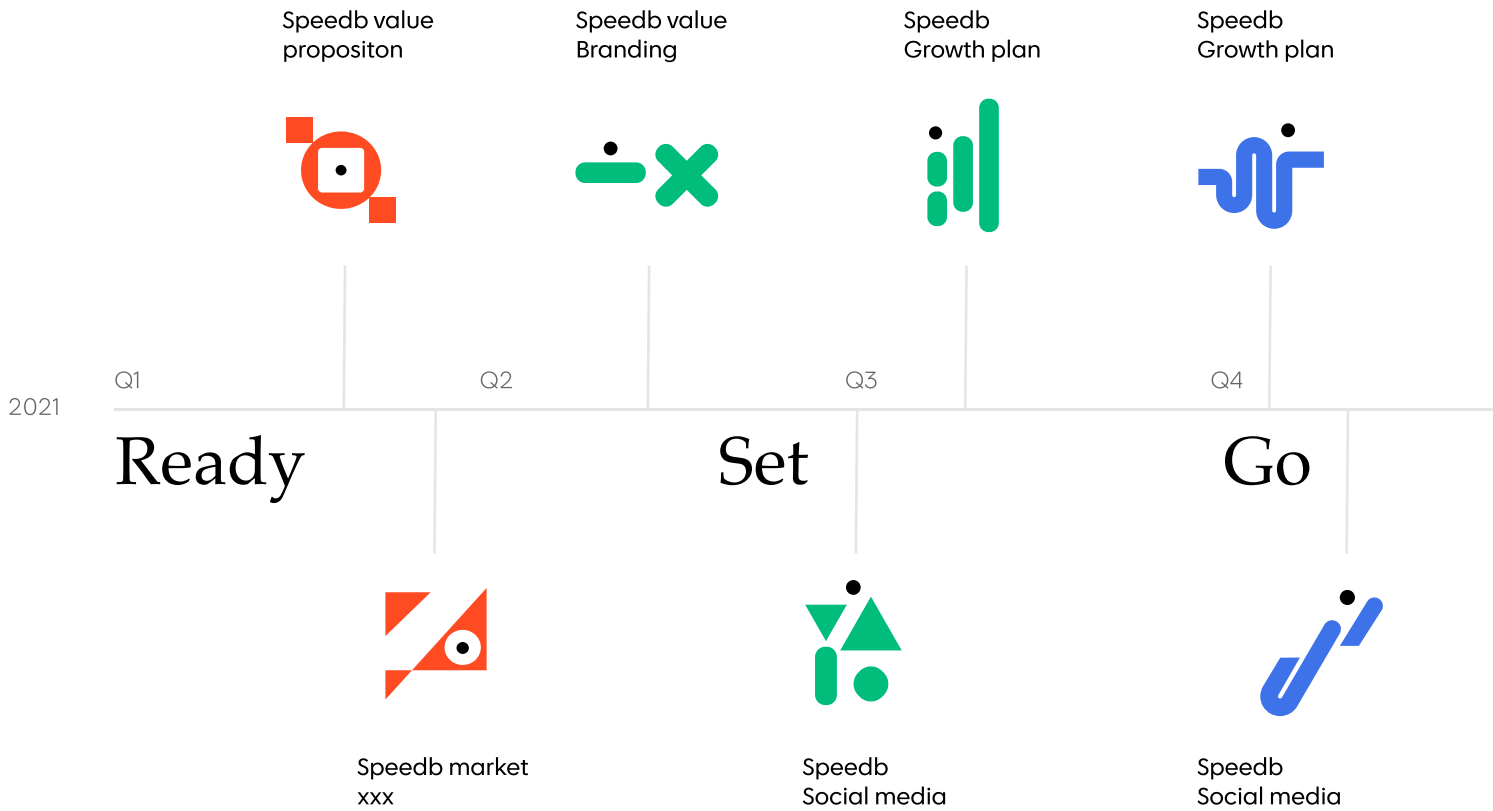 Speedb value
propositon
Speedb value
Branding
Speedb
Growth plan
Speedb
Growth plan
Q1
Q2
Q3
Q4
2021
Ready
Set
Go
Speedb market
xxx
Speedb
Social media
Speedb
Social media